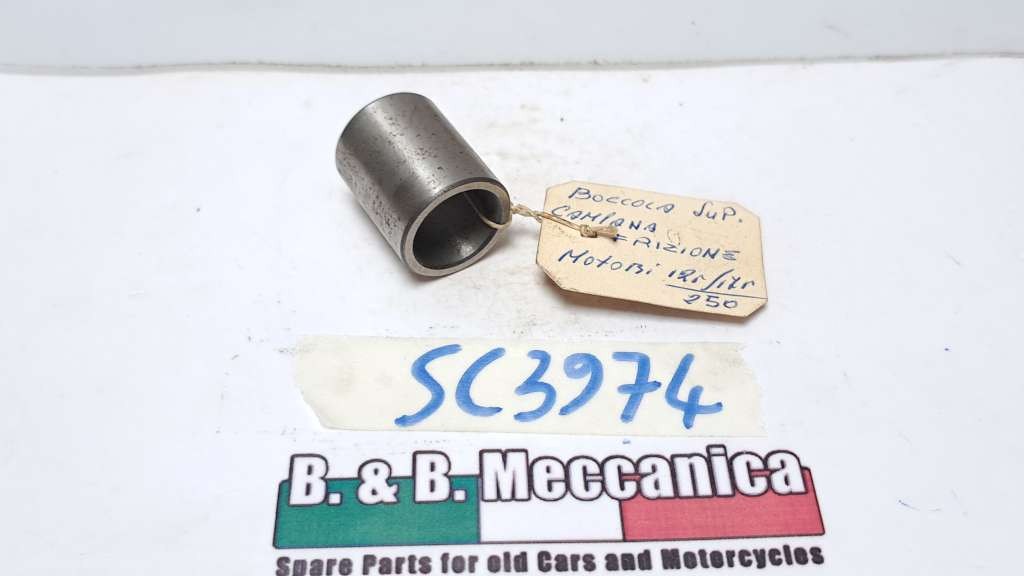 BOCCOLA SuP.
CAMPANA
FRIZIONE
MOTOBi 125/175
250
SC3974
B. & B. Meccanica
Spare Parts for old Cars and Motorcycles